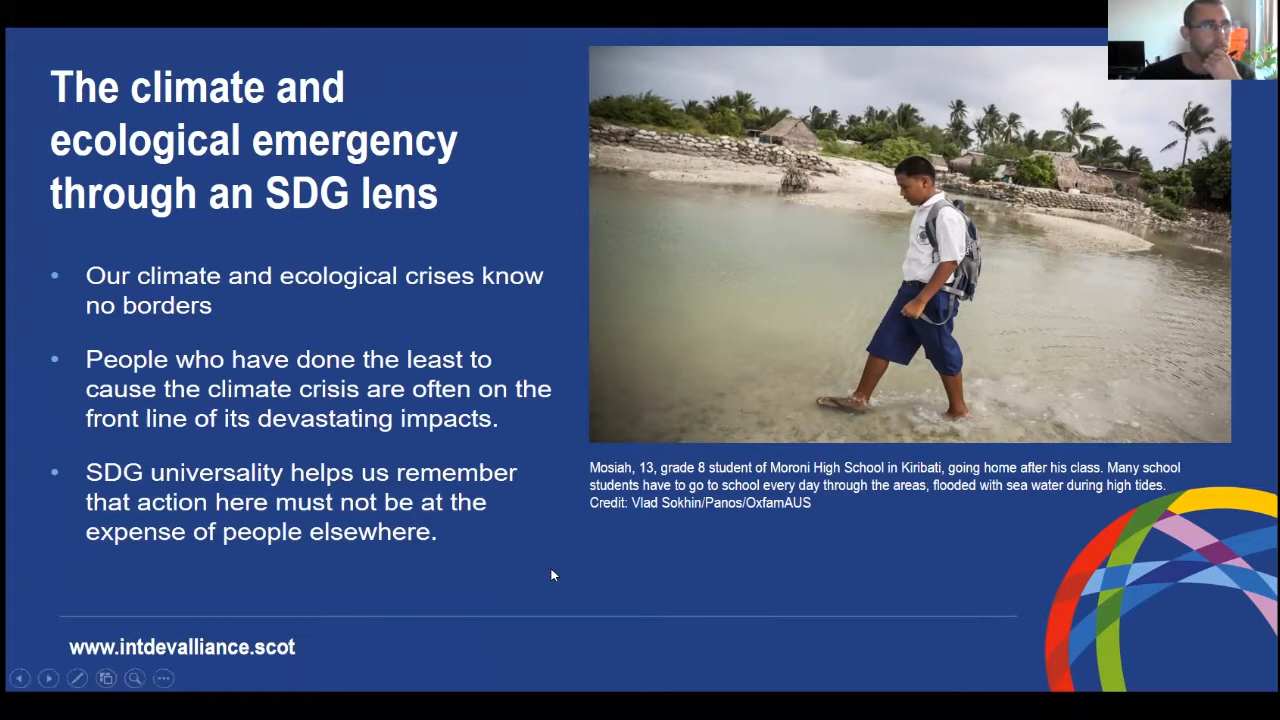 The climate and
ecological emergency
through an SDG lens
• Our climate and ecological crises know
no borders
• People who have done the least to
cause the climate crisis are often on the
front line of its devastating impacts.
• SDG universality helps us remember
that action here must not be at the
expense of people elsewhere.
Mosiah, 13, grade 8 student of Moroni High School in Kiribati, going home after his class. Many school
students have to go to school every day through the areas, flooded with sea water during high tides.
Credit: Vlad Sokhin/Panos/OxfamAUS
www.intdevalliance.scot